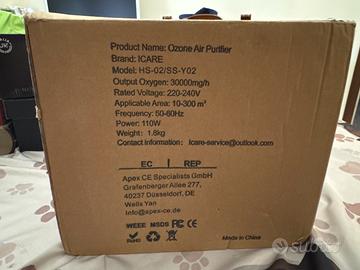 Product Name: Ozone Air Purifier
Brand: ICARE
Model: HS-02/SS-Y02
Output Oxygen: 30000mg/h
Rated Voltage: 220-240V
Applicable Area: 10-300 m³
Frequency: 50-60Hz
Power: 110W
Weight: 1.8kg
Contact information: Icare-service@outlook.com
EC REP
Apex CE Specialists GmbH
Grafenberger Allee 277,
40237 Düsseldorf, DE
Wells Yan
Info@apex-ce.de
WEEE MSDS CE FC
RoHS
Made in China
subito